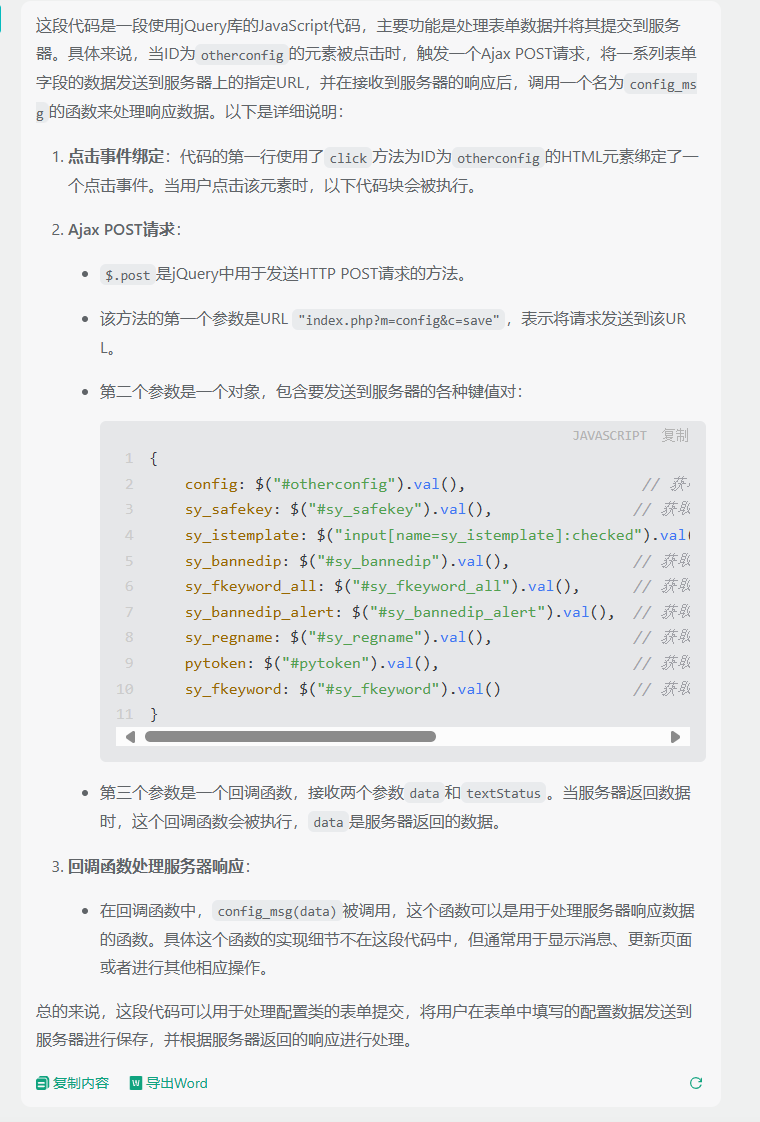 这段代码是一段使用jQuery库的JavaScript代码，主要功能是处理表单数据并将其提交到服务
器。具体来说，当ID为otherconfig的元素被点击时，触发一个Ajax POST请求，将一系列表单
字段的数据发送到服务器上的指定URL，并在接收到服务器的响应后，调用一个名为config_ms
g的函数来处理响应数据。以下是详细说明：
1. 点击事件绑定：代码的第一行使用了click方法为ID为otherconfig的HTML元素绑定了一
个点击事件。当用户点击该元素时，以下代码块会被执行。
2. Ajax POST请求：
• $.post是jQuery中用于发送HTTP POST请求的方法。
• 该方法的第一个参数是URL "index.php?m=config&c=save"，表示将请求发送到该UR
L。
• 第二个参数是一个对象，包含要发送到服务器的各种键值对：
JAVASCRIPT 复制
1 {
2 config: $("#otherconfig").val(), // 获
3 sy_safekey: $("#sy_safekey").val(), // 获取
4 sy_istemplate: $("input[name=sy_istemplate]:checked").val(
5 sy_bannedip: $("#sy_bannedip").val(), // 获取
6 sy_fkeyword_all: $("#sy_fkeyword_all").val(), // 获取
7 sy_bannedip_alert: $("#sy_bannedip_alert").val(), // 获取
8 sy_regname: $("#sy_regname").val(), // 获取
9 pytoken: $("#pytoken").val(), // 获取
10 sy_fkeyword: $("#sy_fkeyword").val() // 获取
11 }
• 第三个参数是一个回调函数，接收两个参数data和textStatus。当服务器返回数据
时，这个回调函数会被执行，data是服务器返回的数据。
3. 回调函数处理服务器响应：
• 在回调函数中，config_msg(data)被调用，这个函数可以是用于处理服务器响应数据
的函数。具体这个函数的实现细节不在这段代码中，但通常用于显示消息、更新页面
或者进行其他相应操作。
总的来说，这段代码可以用于处理配置类的表单提交，将用户在表单中填写的配置数据发送到
服务器进行保存，并根据服务器返回的响应进行处理。
复制内容 导出Word